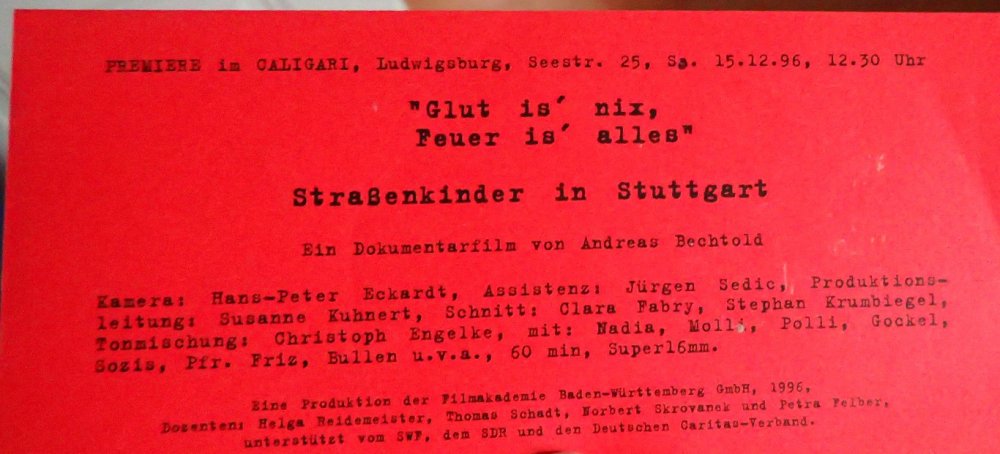 PREMIERE im CALIGARI, Ludwigsburg, Seestr. 25, So. 15.12.96, 12.30 Uhr
"Glut is´ nix,
Feuer is´ alles"
Straßenkinder in Stuttgart
Ein Dokumentarfilm von Andreas Bechtold
Kamera: Hans-Peter Eckardt, Assistenz: Jürgen Sedic, Produktions-
leitung: Susanne Kuhnert, Schnitt: Clara Fabry, Stephan Krumbiegel,
Tonmischung: Christoph Engelke, mit: Nadia, Molli, Polli, Gockel,
Sozis, Pfr. Friz, Bullen u.v.a., 60 min, Super16mm.
Eine Produktion der Filmakademie Baden-Württemberg GmbH, 1996,
Dozenten: Helga Reidemeister, Thomas Schadt, Norbert Skrovanek und Petra Felber,
unterstützt vom SWF, dem SDR und den Deutschen Caritas-Verband.